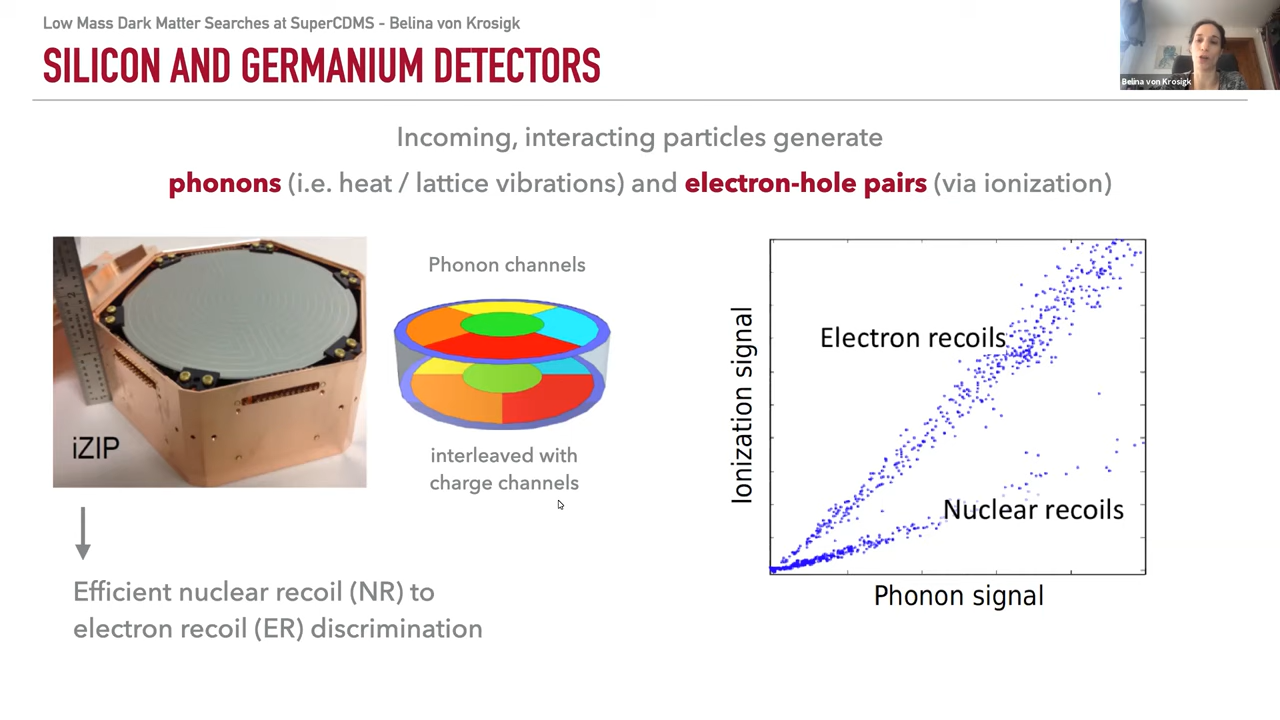 Low Mass Dark Matter Searches at SuperCDMS - Belina von Krosigk
SILICON AND GERMANIUM DETECTORS
Belina von Krosigk
Incoming, interacting particles generate
phonons (i.e. heat / lattice vibrations) and electron-hole pairs (via ionization)
iZIP
Phonon channels
interleaved with
charge channels
Efficient nuclear recoil (NR) to
electron recoil (ER) discrimination
Ionization signal
Electron recoils
Nuclear recoils
Phonon signal